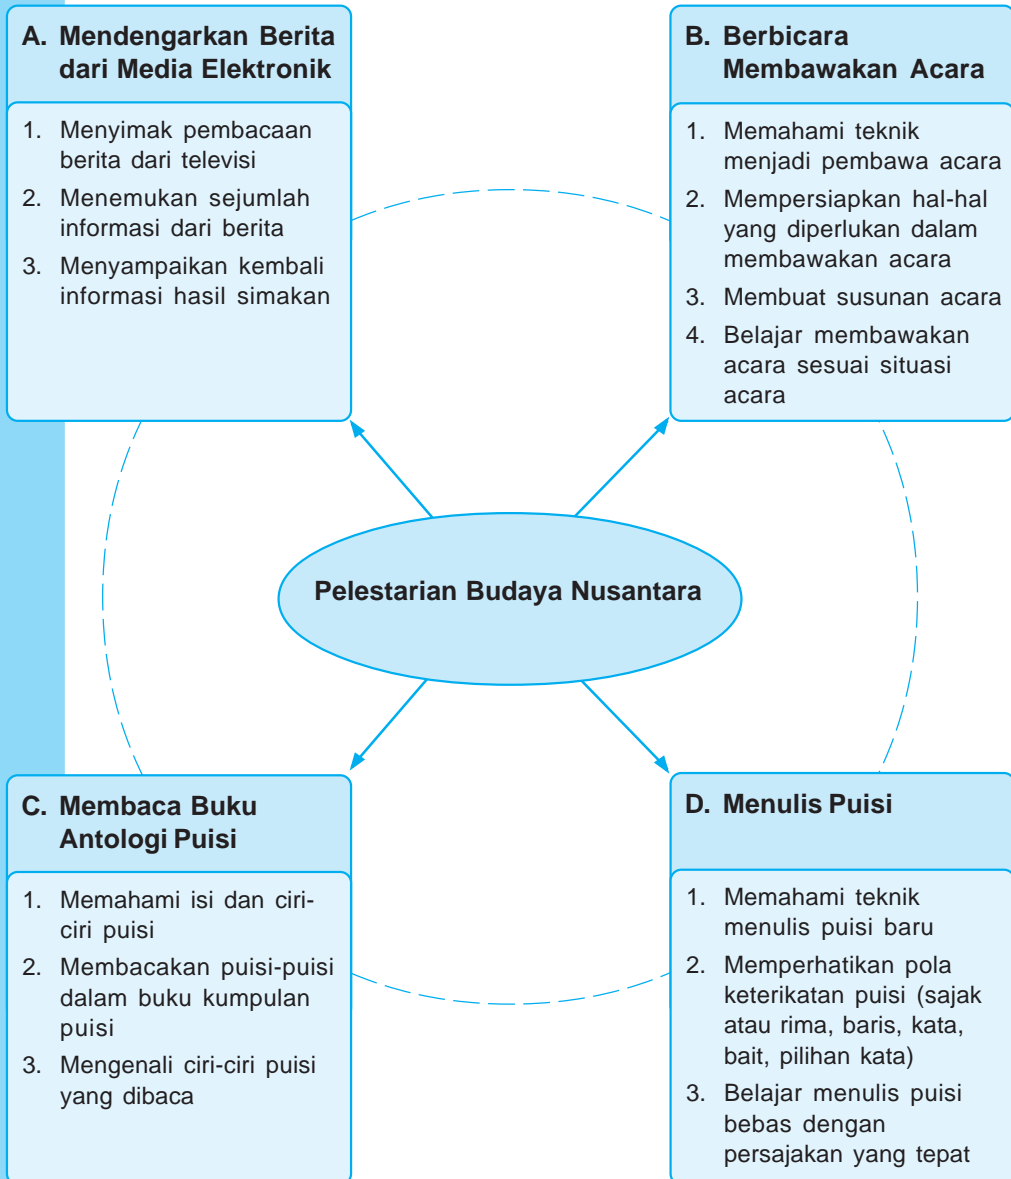 A. Mendengarkan Berita
dari Media Elektronik
1. Menyimak pembacaan
berita dari televisi
2. Menemukan sejumlah
informasi dari berita
3. Menyampaikan kembali
informasi hasil simakan
B. Berbicara
Membawakan Acara
1. Memahami teknik
menjadi pembawa acara
2. Mempersiapkan hal-hal
yang diperlukan dalam
membawakan acara
3. Membuat susunan acara
4. Belajar membawakan
acara sesuai situasi
acara
Pelestarian Budaya Nusantara
C. Membaca Buku
Antologi Puisi
1. Memahami isi dan ciri-
ciri puisi
2. Membacakan puisi-puisi
dalam buku kumpulan
puisi
3. Mengenali ciri-ciri puisi
yang dibaca
D. Menulis Puisi
1. Memahami teknik
menulis puisi baru
2. Memperhatikan pola
keterikatan puisi (sajak
atau rima, baris, kata,
bait, pilihan kata)
3. Belajar menulis puisi
bebas dengan
persajakan yang tepat